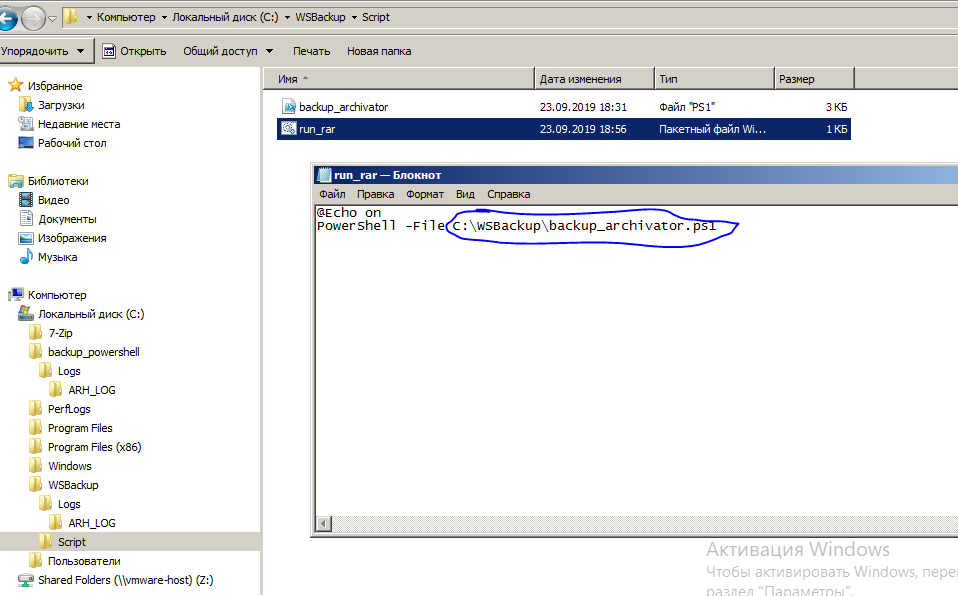 Компьютер Локальный диск (C:) WSBackup Script
Упорядочить Открыть Общий доступ Печать Новая папка
Избранное
Загрузки
Недавние места
Рабочий стол
Библиотеки
Видео
Документы
Изображения
Музыка
Компьютер
Локальный диск (C:)
7-Zip
backup_powershell
Logs
ARH_LOG
PerfLogs
Program Files
Program Files (x86)
Windows
WSBackup
Logs
ARH_LOG
Script
Пользователи
Shared Folders (\\vmware-host) (Z:)
Имя Дата изменения Тип Размер
backup_archivator 23.09.2019 18:31 Файл "PS1" 3 КБ
run_rar 23.09.2019 18:56 Пакетный файл Wi... 1 КБ
run_rar — Блокнот
Файл Правка Формат Вид Справка
@Echo on
PowerShell -File C:\WSBackup\backup_archivator.ps1
Активация Windows
Чтобы активировать Windows, пере
раздел "Параметры".